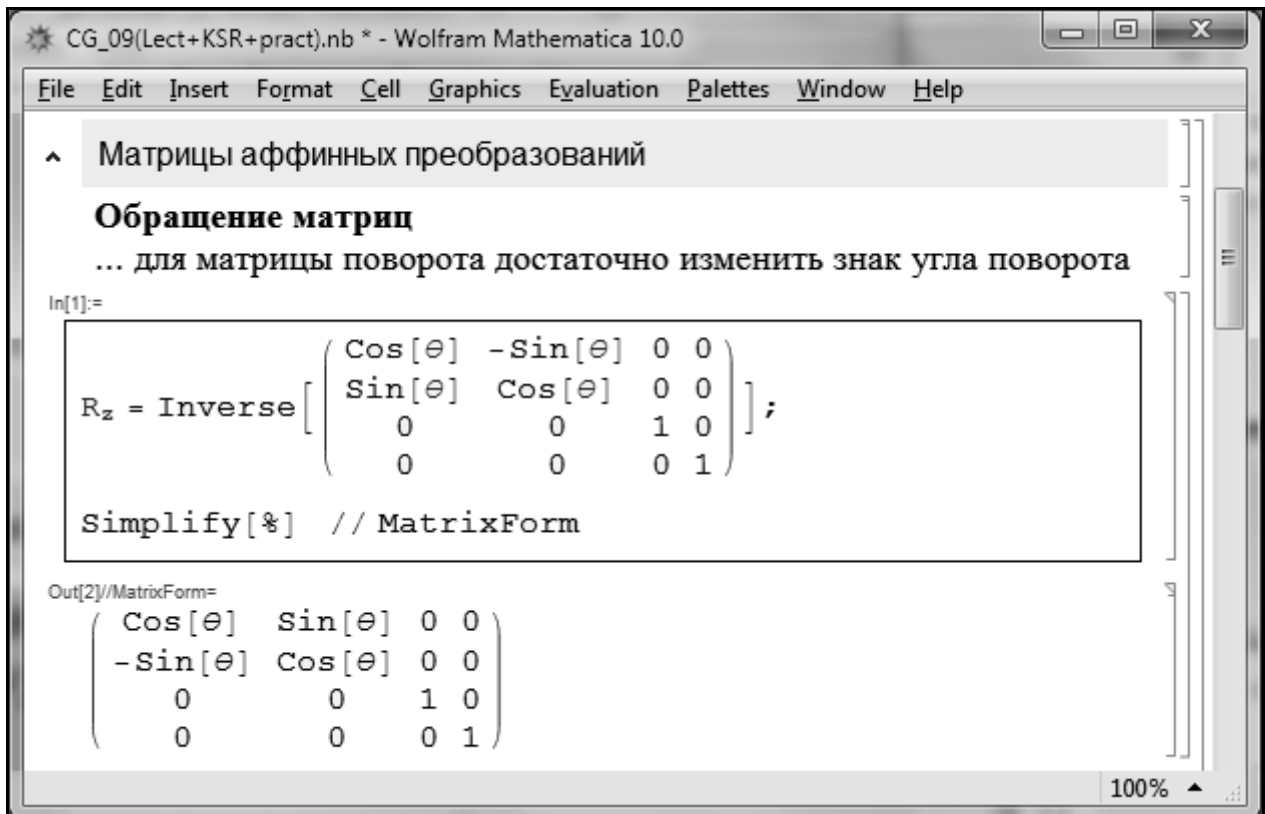 CG_09(Lect+KSR+pract).nb * - Wolfram Mathematica 10.0
File Edit Insert Format Cell Graphics Evaluation Palettes Window Help
Матрицы аффинных преобразований
Обращение матриц
... для матрицы поворота достаточно изменить знак угла поворота
In[1]:=
Cos[θ] -Sin[θ] 0 0
Sin[θ] Cos[θ] 0 0
R_z = Inverse[ ];
0 0 1 0
0 0 0 1
Simplify[%] // MatrixForm
Out[2]//MatrixForm=
Cos[θ] Sin[θ] 0 0
-Sin[θ] Cos[θ] 0 0
0 0 1 0
0 0 0 1
100%